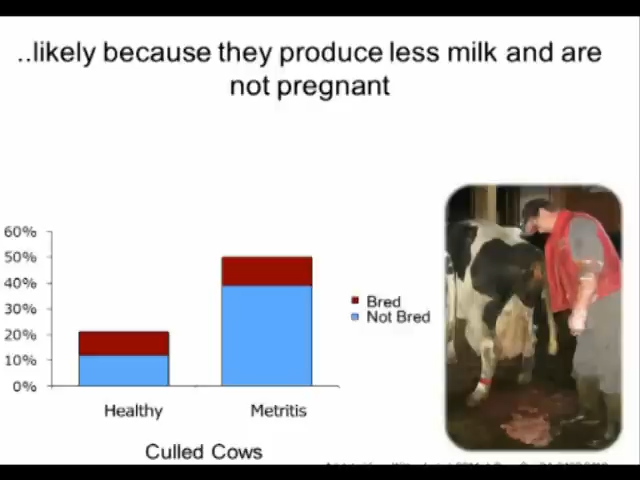 ..likely because they produce less milk and are
not pregnant
60%
50%
40%
30%
20%
10%
0%
Bred
Not Bred
Healthy
Metritis
Culled Cows